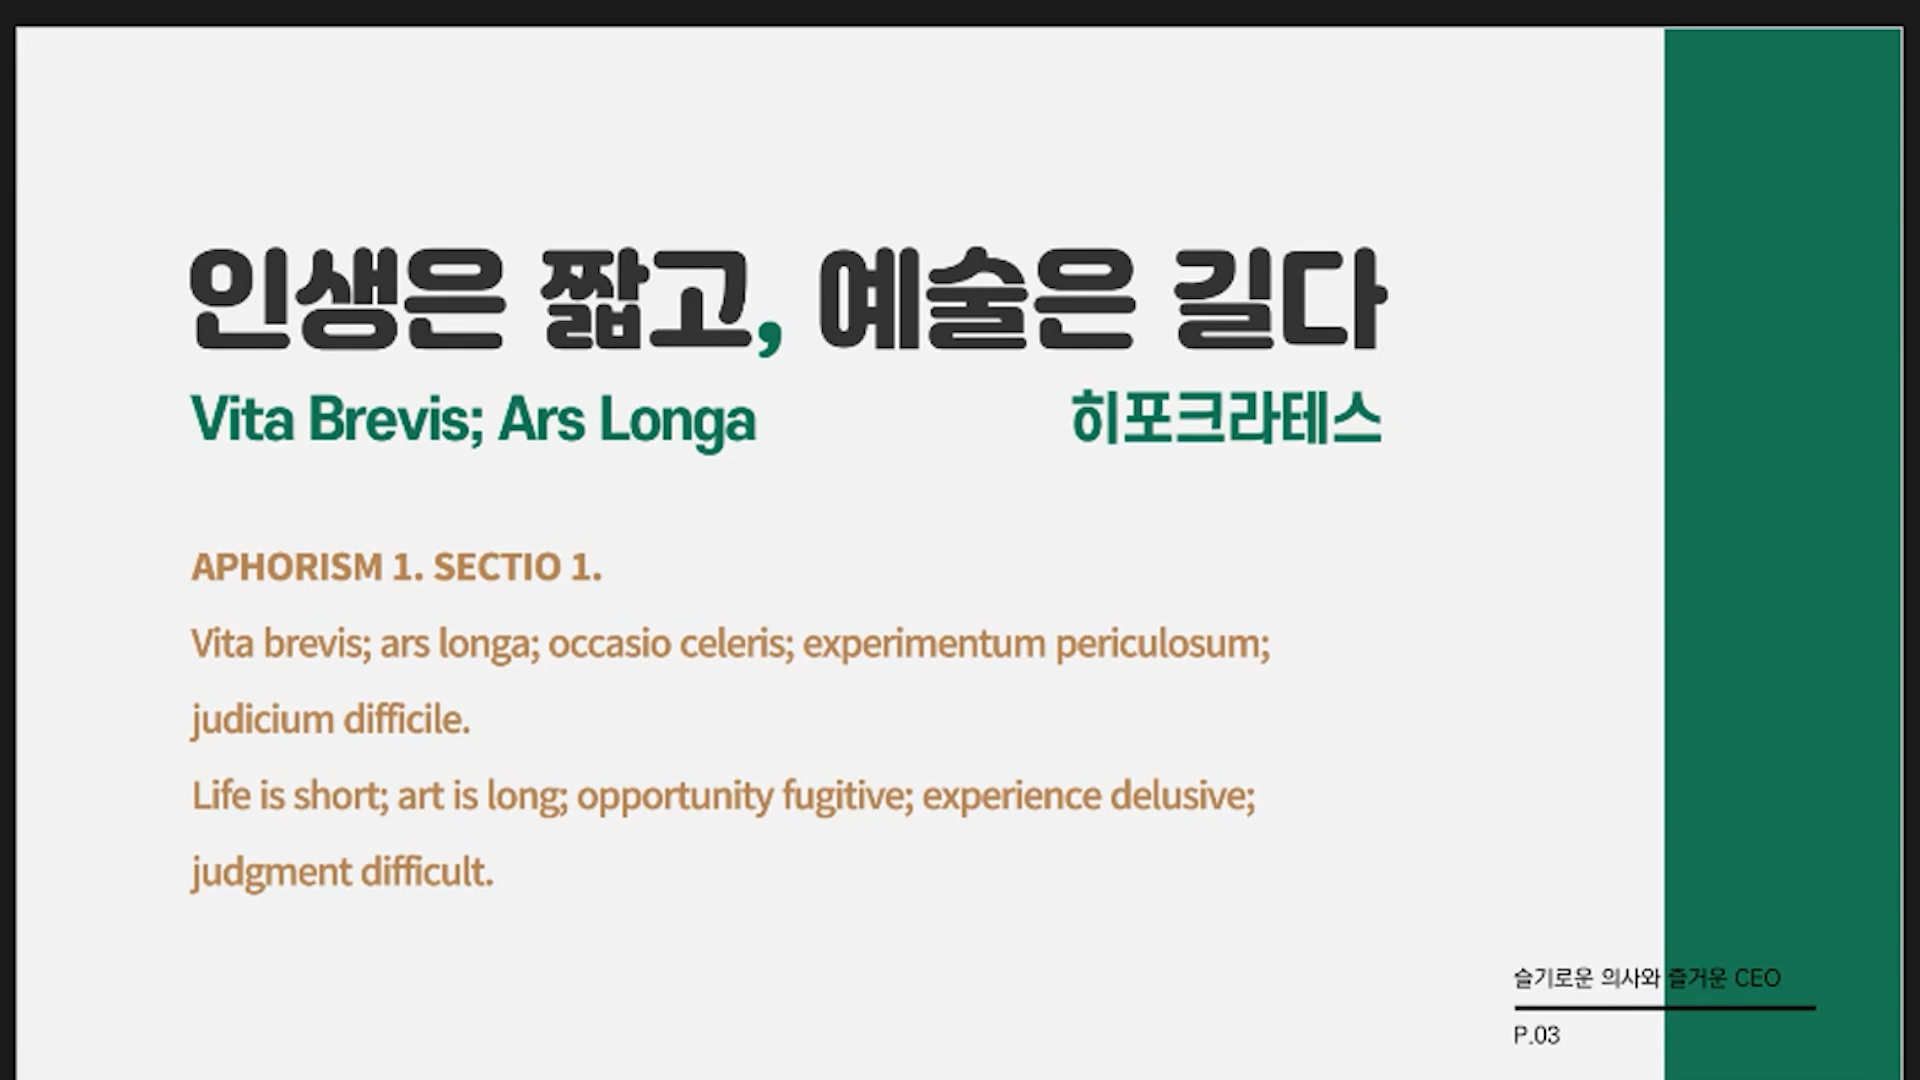 인생은 짧고, 예술은 길다
Vita Brevis; Ars Longa 히포크라테스
APHORISM 1. SECTIO 1.
Vita brevis; ars longa; occasio celeris; experimentum periculosum;
judicium difficile.
Life is short; art is long; opportunity fugitive; experience delusive;
judgment difficult.
슬기로운 의사와 즐거운 CEO
P.03